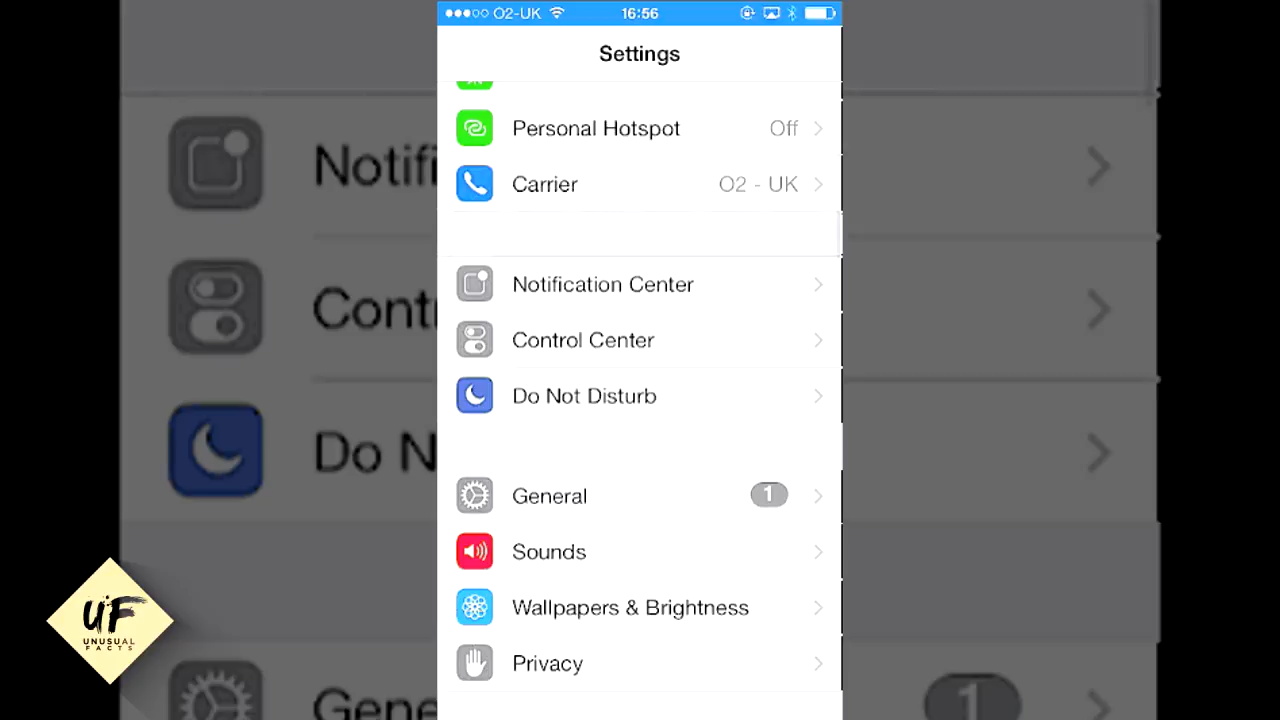 O2-UK 16:56
Settings
Personal Hotspot Off
Carrier O2 - UK
Notification Center
Control Center
Do Not Disturb
General 1
Sounds
Wallpapers & Brightness
Privacy
Notifi
Contr
Do N
Gene 1
UF
UNUSUAL
FACTS